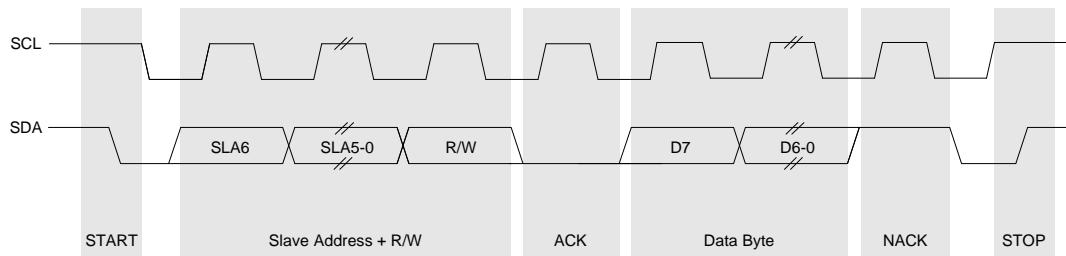 SCL
SDA
SLA6 SLA5-0 R/W D7 D6-0
START Slave Address + R/W ACK Data Byte NACK STOP